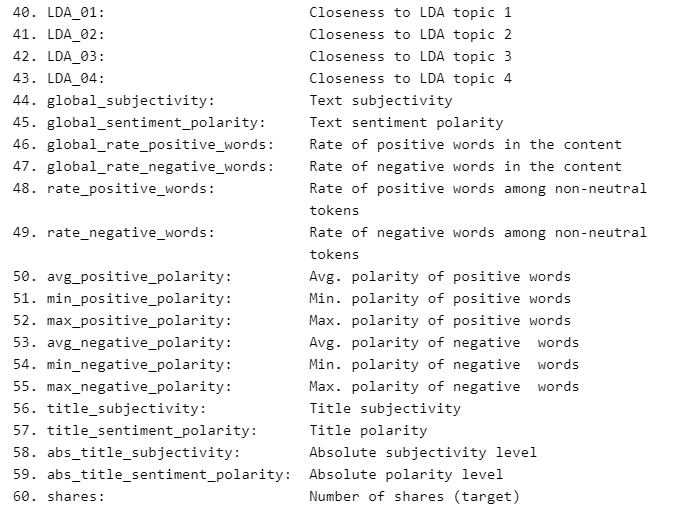 40. LDA_01: Closeness to LDA topic 1
41. LDA_02: Closeness to LDA topic 2
42. LDA_03: Closeness to LDA topic 3
43. LDA_04: Closeness to LDA topic 4
44. global_subjectivity: Text subjectivity
45. global_sentiment_polarity: Text sentiment polarity
46. global_rate_positive_words: Rate of positive words in the content
47. global_rate_negative_words: Rate of negative words in the content
48. rate_positive_words: Rate of positive words among non-neutral
tokens
49. rate_negative_words: Rate of negative words among non-neutral
tokens
50. avg_positive_polarity: Avg. polarity of positive words
51. min_positive_polarity: Min. polarity of positive words
52. max_positive_polarity: Max. polarity of positive words
53. avg_negative_polarity: Avg. polarity of negative  words
54. min_negative_polarity: Min. polarity of negative  words
55. max_negative_polarity: Max. polarity of negative  words
56. title_subjectivity: Title subjectivity
57. title_sentiment_polarity: Title polarity
58. abs_title_subjectivity: Absolute subjectivity level
59. abs_title_sentiment_polarity: Absolute polarity level
60. shares: Number of shares (target)